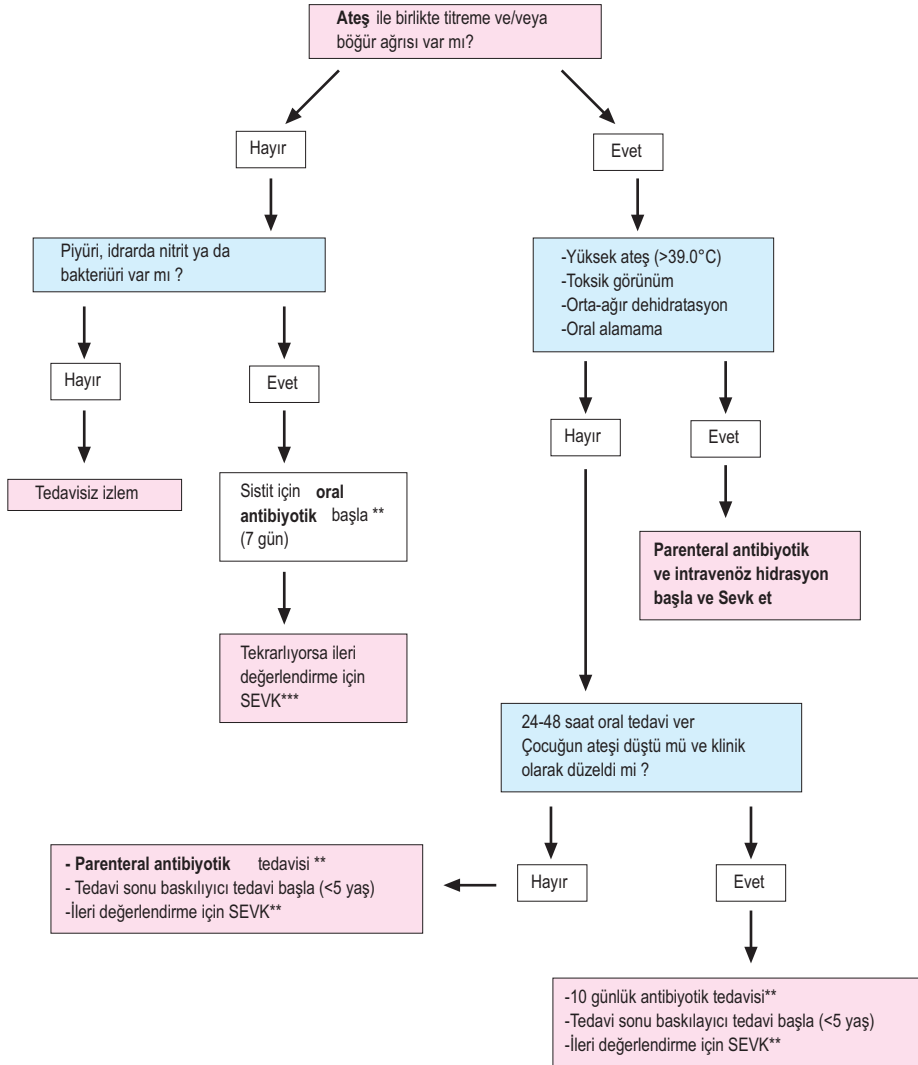 Ateş ile birlikte titreme ve/veya
böğür ağrısı var mı?
Hayır
Evet
Piyüri, idrarda nitrit ya da
bakteriüri var mı ?
-Yüksek ateş (>39.0°C)
-Toksik görünüm
-Orta-ağır dehidratasyon
-Oral alamama
Hayır
Evet
Hayır
Evet
Tedavisiz izlem
Sistit için oral
antibiyotik başla **
(7 gün)
Parenteral antibiyotik
ve intravenöz hidrasyon
başla ve Sevk et
Tekrarlıyorsa ileri
değerlendirme için
SEVK***
24-48 saat oral tedavi ver
Çocuğun ateşi düştü mü ve klinik
olarak düzeldi mi ?
- Parenteral antibiyotik tedavisi **
- Tedavi sonu baskılıyıcı tedavi başla (<5 yaş)
-İleri değerlendirme için SEVK**
Hayır
Evet
-10 günlük antibiyotik tedavisi**
-Tedavi sonu baskılayıcı tedavi başla (<5 yaş)
-İleri değerlendirme için SEVK**